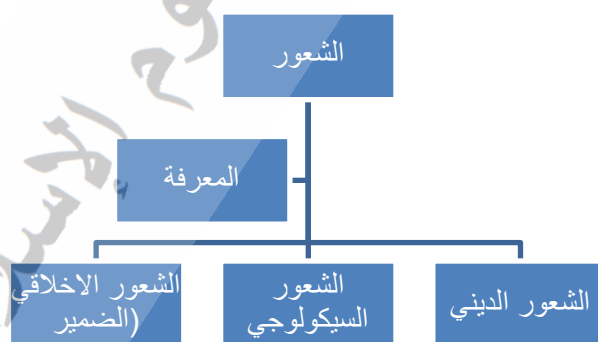 الشعور
المعرفة
الشعور الديني
الشعور
السيكولوجي
الشعور الاخلاقي
(الضمير